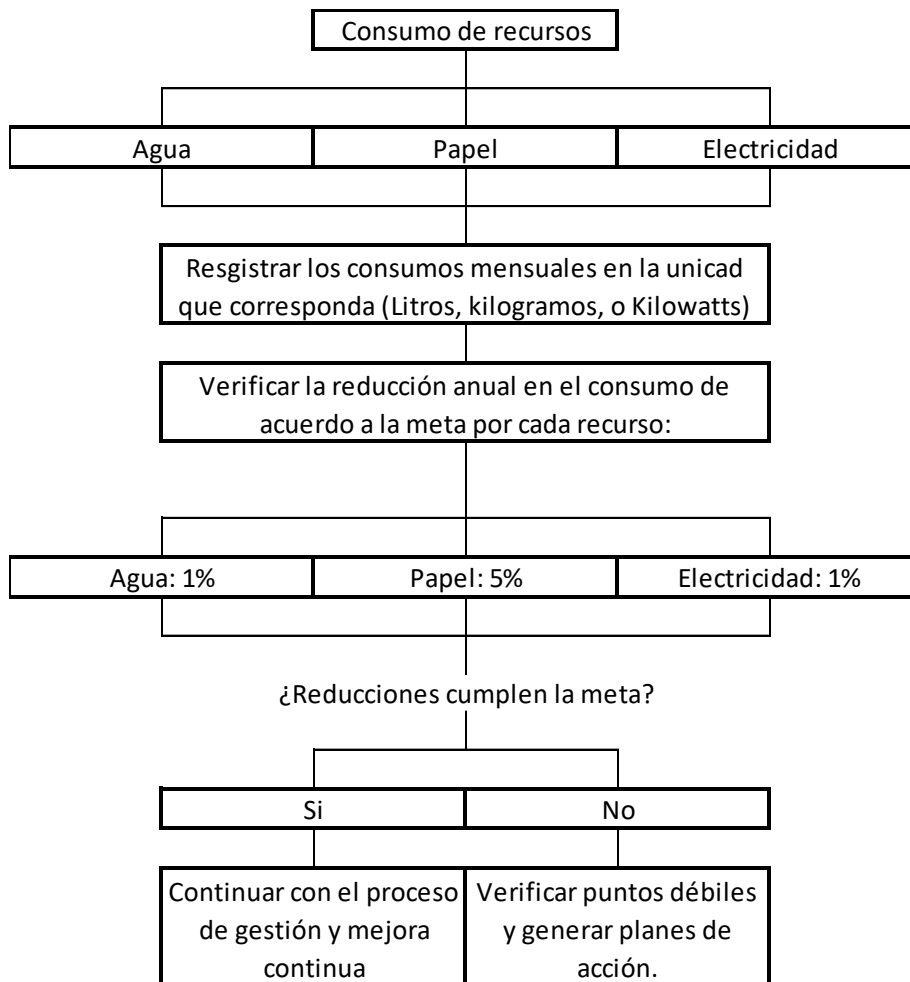 Consumo de recursos
Agua
Papel
Electricidad
Resgistrar los consumos mensuales en la unicad
que corresponda (Litros, kilogramos, o Kilowatts)
Verificar la reducción anual en el consumo de
acuerdo a la meta por cada recurso:
Agua: 1%
Papel: 5%
Electricidad: 1%
¿Reducciones cumplen la meta?
Si
No
Continuar con el proceso
de gestión y mejora
continua
Verificar puntos débiles
y generar planes de
acción.